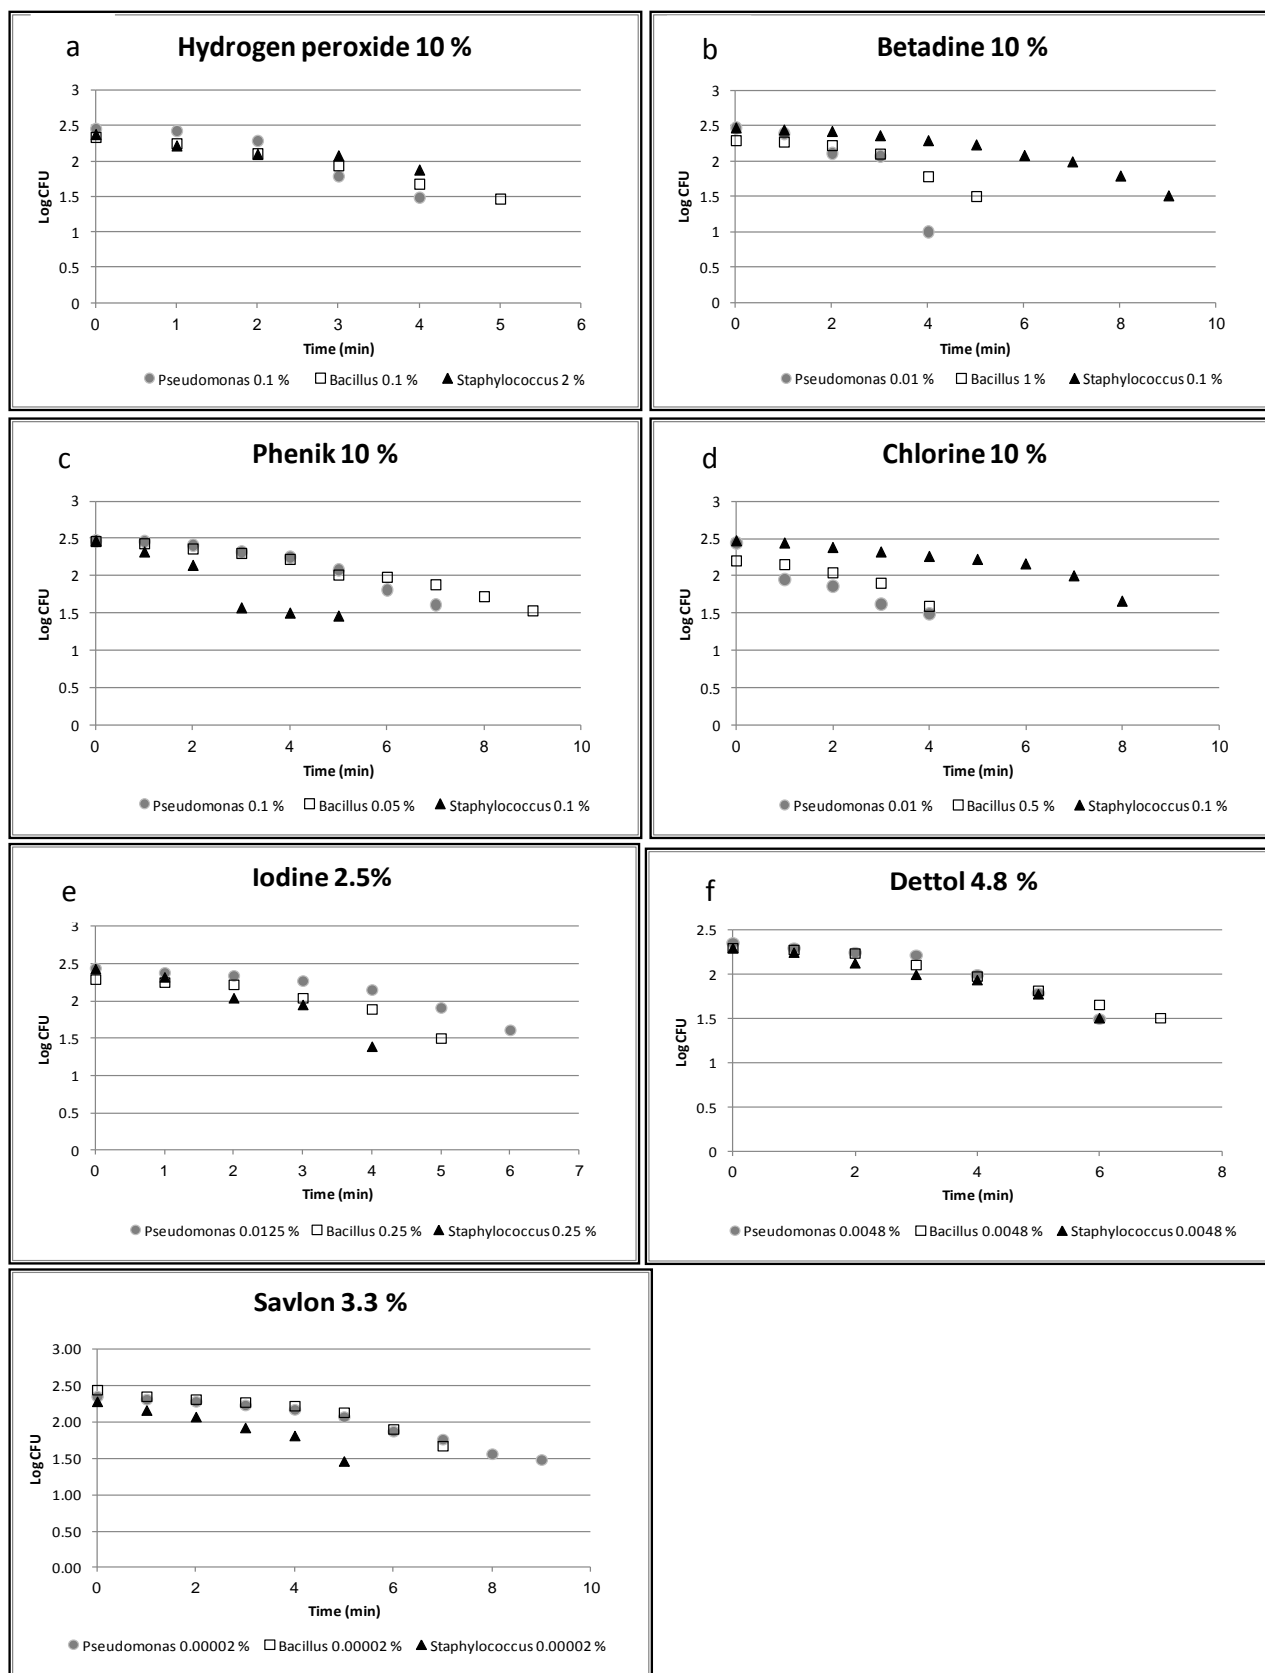 a
Hydrogen peroxide 10 %
3
2.5
2
1.5
1
0.5
0
Log CFU
0 1 2 3 4 5 6
Time (min)
Pseudomonas 0.1 % Bacillus 0.1 % Staphylococcus 2 %
b
Betadine 10 %
3
2.5
2
1.5
1
0.5
0
Log CFU
0 2 4 6 8 10
Time (min)
Pseudomonas 0.01 % Bacillus 1 % Staphylococcus 0.1 %
c
Phenik 10 %
3
2.5
2
1.5
1
0.5
0
Log CFU
0 2 4 6 8 10
Time (min)
Pseudomonas 0.1 % Bacillus 0.05 % Staphylococcus 0.1 %
d
Chlorine 10 %
3
2.5
2
1.5
1
0.5
0
Log CFU
0 2 4 6 8 10
Time (min)
Pseudomonas 0.01 % Bacillus 0.5 % Staphylococcus 0.1 %
e
Iodine 2.5%
3
2.5
2
1.5
1
0.5
0
Log CFU
0 1 2 3 4 5 6 7
Time (min)
Pseudomonas 0.0125 % Bacillus 0.25 % Staphylococcus 0.25 %
f
Dettol 4.8 %
2.5
2
1.5
1
0.5
0
Log CFU
0 2 4 6 8
Time (min)
Pseudomonas 0.0048 % Bacillus 0.0048 % Staphylococcus 0.0048 %
Savlon 3.3 %
3.00
2.50
2.00
1.50
1.00
0.50
0.00
Log CFU
0 2 4 6 8 10
Time (min)
Pseudomonas 0.00002 % Bacillus 0.00002 % Staphylococcus 0.00002 %